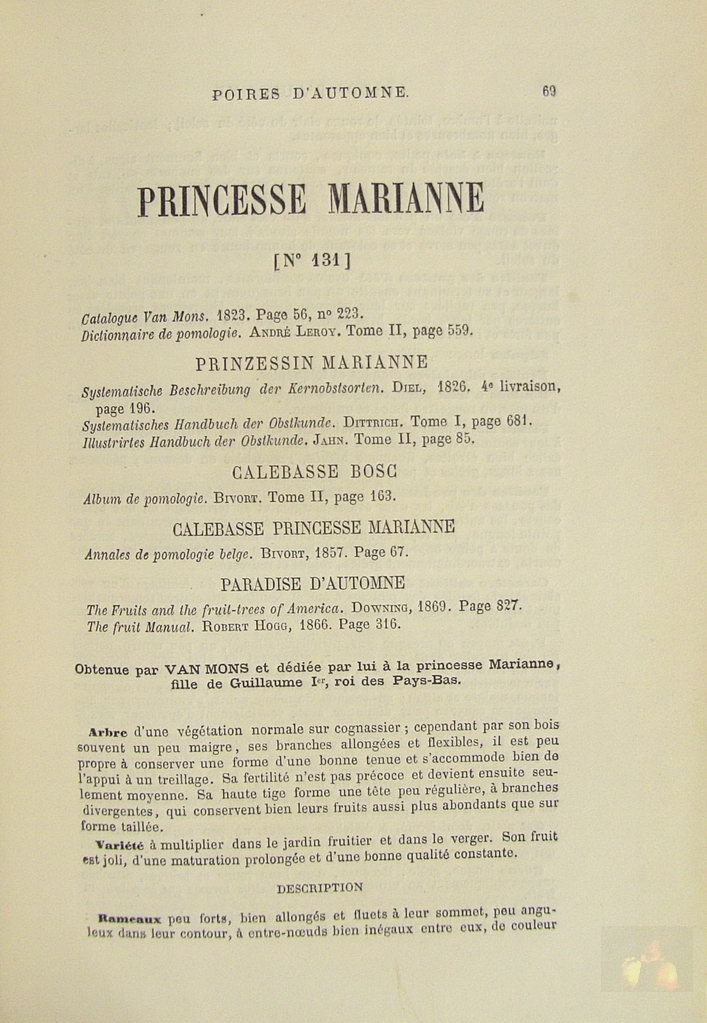 POIRES D'AUTOMNE. 69
PRINCESSE MARIANNE
[N° 131]
Catalogue Van Mons. 1823. Page 56, n° 223.
Dictionnaire de pomologie. ANDRÉ LEROY. Tome II, page 559.
PRINZESSIN MARIANNE
Systematische Beschreibung der Kernobstsorten. DIEL, 1826. 4e livraison,
page 196.
Systematisches Handbuch der Obstkunde. DITTRICH. Tome I, page 681.
Illustrirtes Handbuch der Obstkunde. JAHN. Tome II, page 85.
CALEBASSE BOSC
Album de pomologie. BIVORT. Tome II, page 163.
CALEBASSE PRINCESSE MARIANNE
Annales de pomologie belge. BIVORT, 1857. Page 67.
PARADISE D'AUTOMNE
The Fruits and the fruit-trees of America. DOWNING, 1869. Page 827.
The fruit Manual. ROBERT HOGG, 1866. Page 316.
Obtenue par VAN MONS et dédiée par lui à la princesse Marianne,
fille de Guillaume Ier, roi des Pays-Bas.
Arbre d'une végétation normale sur cognassier ; cependant par son bois
souvent un peu maigre, ses branches allongées et flexibles, il est peu
propre à conserver une forme d'une bonne tenue et s'accommode bien de
l'appui à un treillage. Sa fertilité n'est pas précoce et devient ensuite seu-
lement moyenne. Sa haute tige forme une tête peu régulière, à branches
divergentes, qui conservent bien leurs fruits aussi plus abondants que sur
forme taillée.
Variété à multiplier dans le jardin fruitier et dans le verger. Son fruit
est joli, d'une maturation prolongée et d'une bonne qualité constante.
DESCRIPTION
Rameaux peu forts, bien allongés et fluets à leur sommet, peu angu-
leux dans leur contour, à entre-nœuds bien inégaux entre eux, de couleur